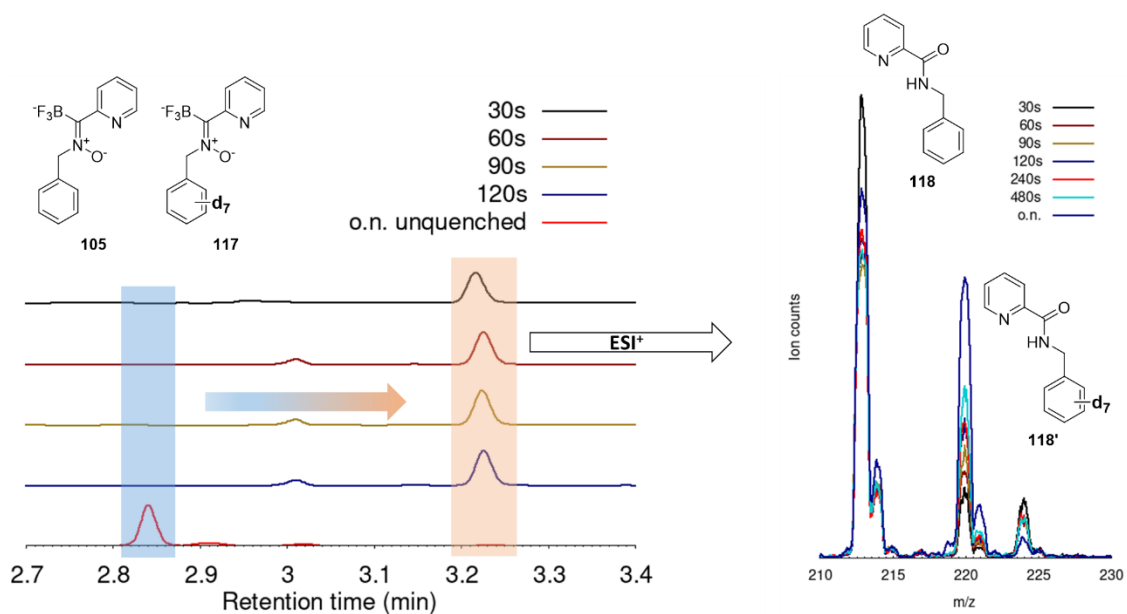 ⁻F₃B
N
N⁺
O⁻
105
⁻F₃B
N
N⁺
O⁻
d₇
117
30s
60s
90s
120s
o.n. unquenched
2.7 2.8 2.9 3 3.1 3.2 3.3 3.4
Retention time (min)
ESI⁺
N
O
NH
118
30s
60s
90s
120s
240s
480s
o.n.
N
O
NH
d₇
118'
Ion counts
210 215 220 225 230
m/z